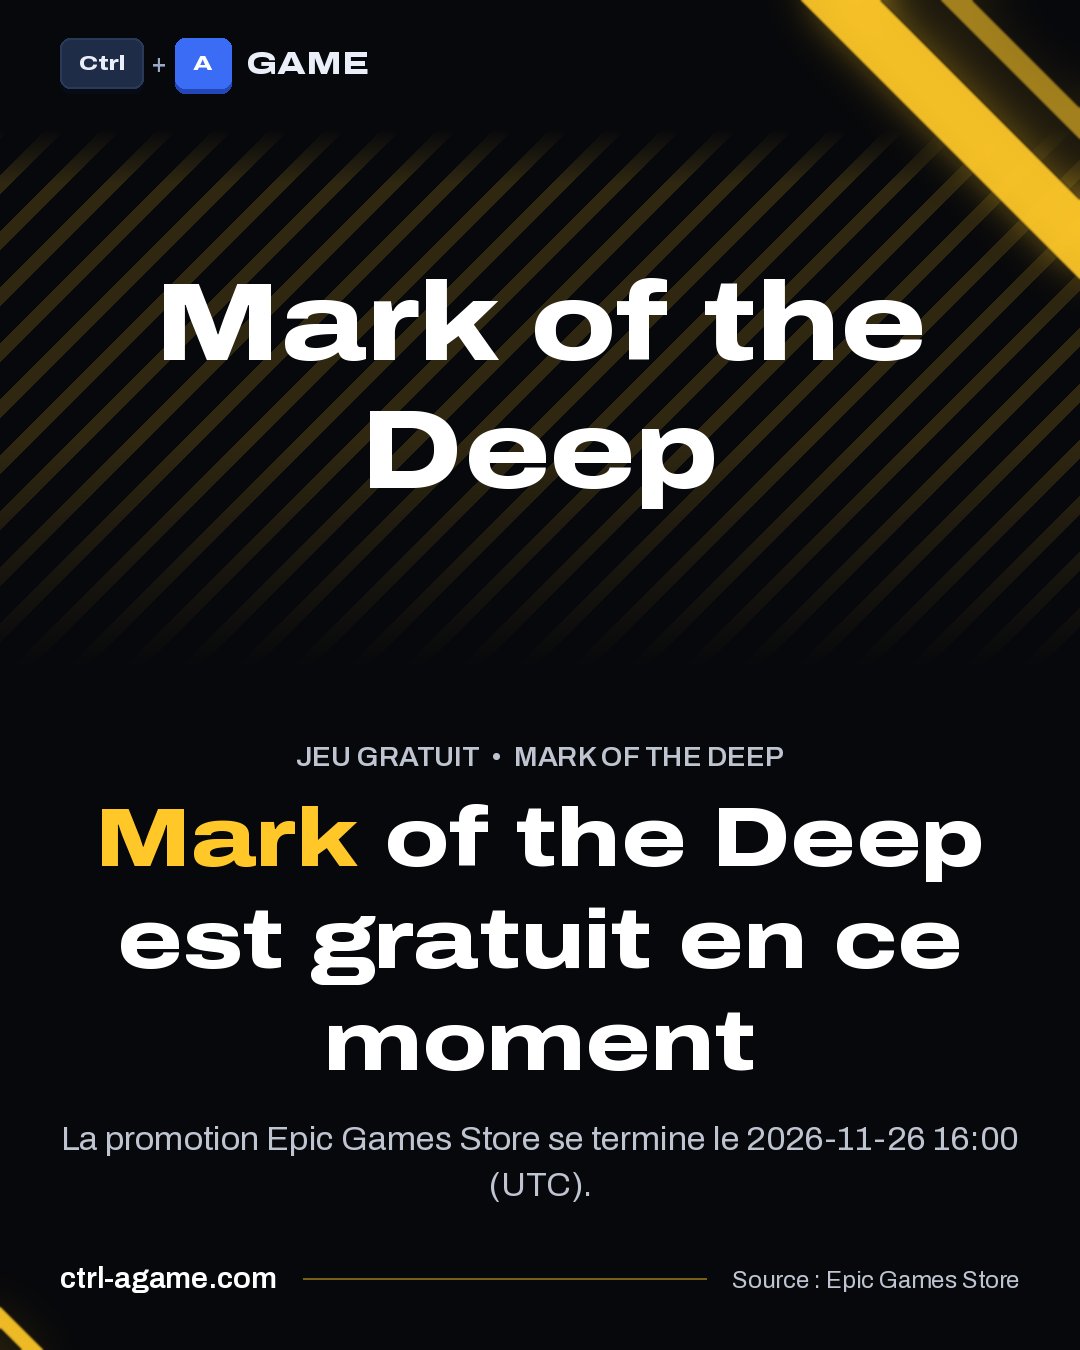 Ctrl + A GAME
Mark of the
Deep
JEU GRATUIT • MARK OF THE DEEP
Mark of the Deep
est gratuit en ce
moment
La promotion Epic Games Store se termine le 2026-11-26 16:00
(UTC).
ctrl-agame.com
Source : Epic Games Store